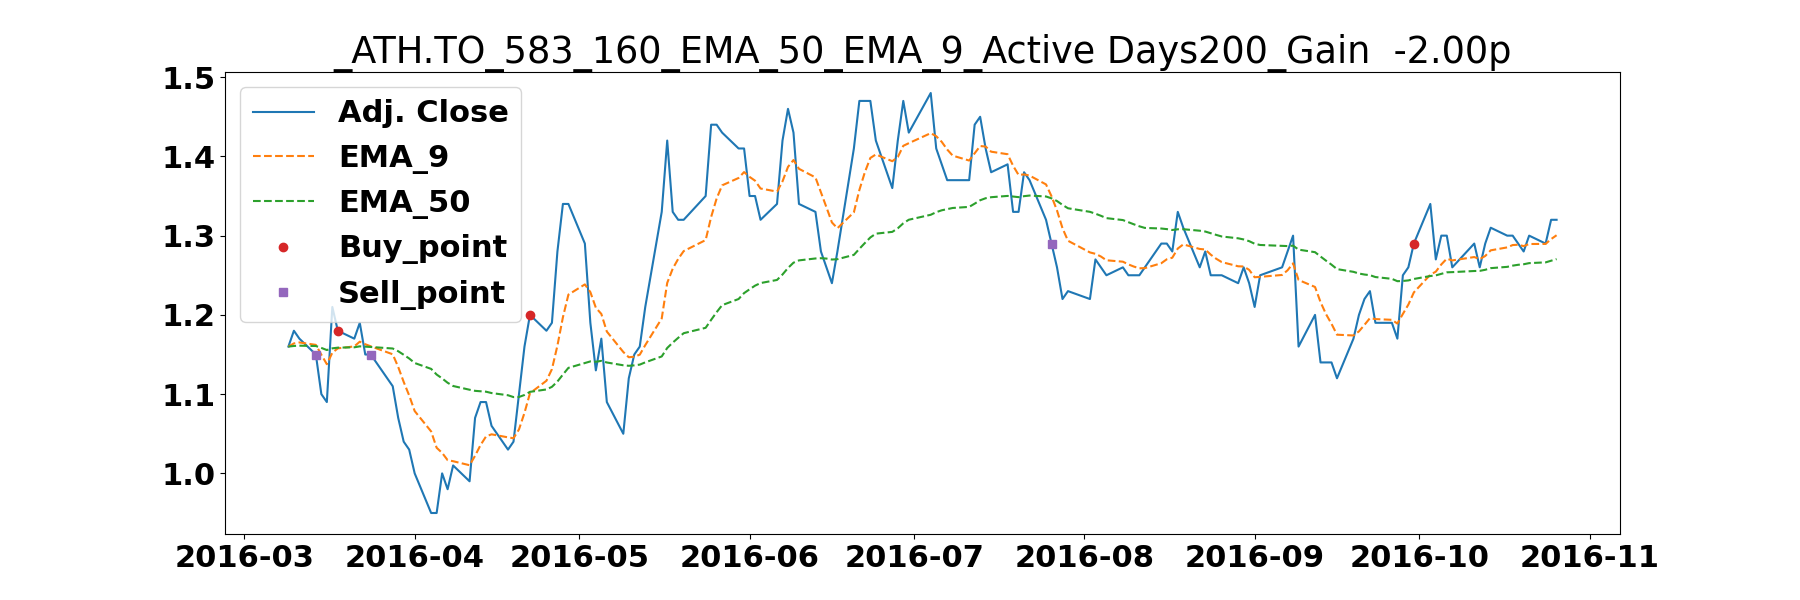 _ATH.TO_583_160_EMA_50_EMA_9_Active Days200_Gain  -2.00p
1.5
1.4
1.3
1.2
1.1
1.0
Adj. Close
EMA_9
EMA_50
Buy_point
Sell_point
2016-03 2016-04 2016-05 2016-06 2016-07 2016-08 2016-09 2016-10 2016-11